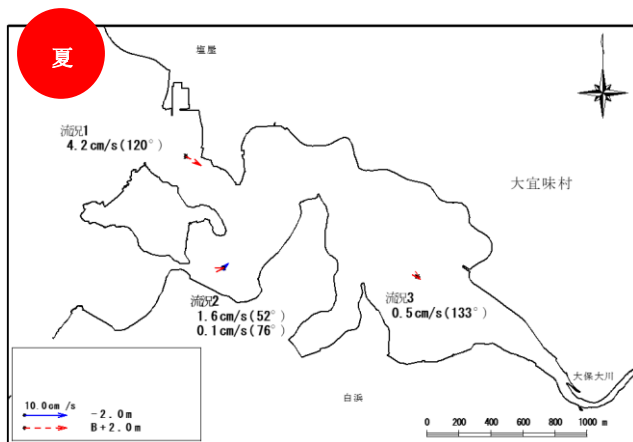 夏
塩屋
流況1
4.2cm/s(120°)
大宜味村
流況2
1.6cm/s(52°)
0.1cm/s(76°)
流況3
0.5cm/s(133°)
大保大川
白浜
10.0cm /s
-2.0m
B+2.0m
0 200 400 600 800 1000 m